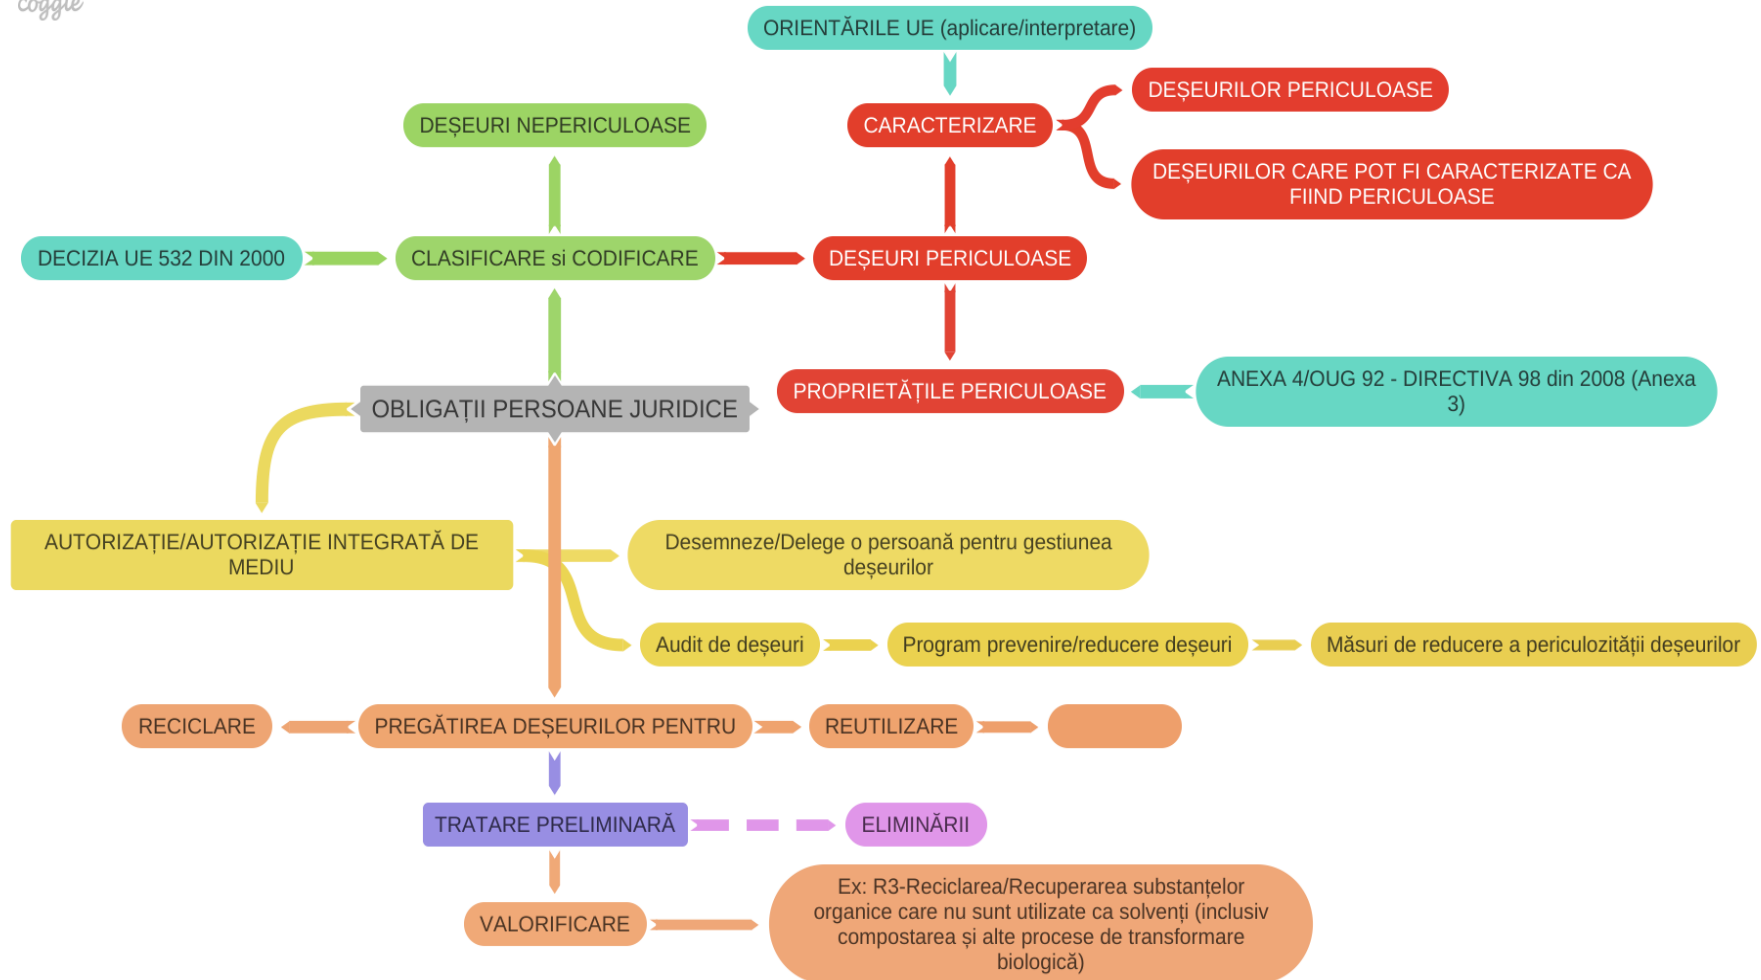 coggle
ORIENTĂRILE UE (aplicare/interpretare)
DEȘEURILOR PERICULOASE
DEȘEURI NEPERICULOASE
CARACTERIZARE
DEȘEURILOR CARE POT FI CARACTERIZATE CA
FIIND PERICULOASE
DECIZIA UE 532 DIN 2000
CLASIFICARE si CODIFICARE
DEȘEURI PERICULOASE
OBLIGAȚII PERSOANE JURIDICE
PROPRIETĂȚILE PERICULOASE
ANEXA 4/OUG 92 - DIRECTIVA 98 din 2008 (Anexa
3)
AUTORIZAȚIE/AUTORIZAȚIE INTEGRATĂ DE
MEDIU
Desemneze/Delege o persoană pentru gestiunea
deșeurilor
Audit de deșeuri
Program prevenire/reducere deșeuri
Măsuri de reducere a periculozității deșeurilor
RECICLARE
PREGĂTIREA DEȘEURILOR PENTRU
REUTILIZARE
TRATARE PRELIMINARĂ
ELIMINĂRII
VALORIFICARE
Ex: R3-Reciclarea/Recuperarea substanțelor
organice care nu sunt utilizate ca solvenți (inclusiv
compostarea și alte procese de transformare
biologică)